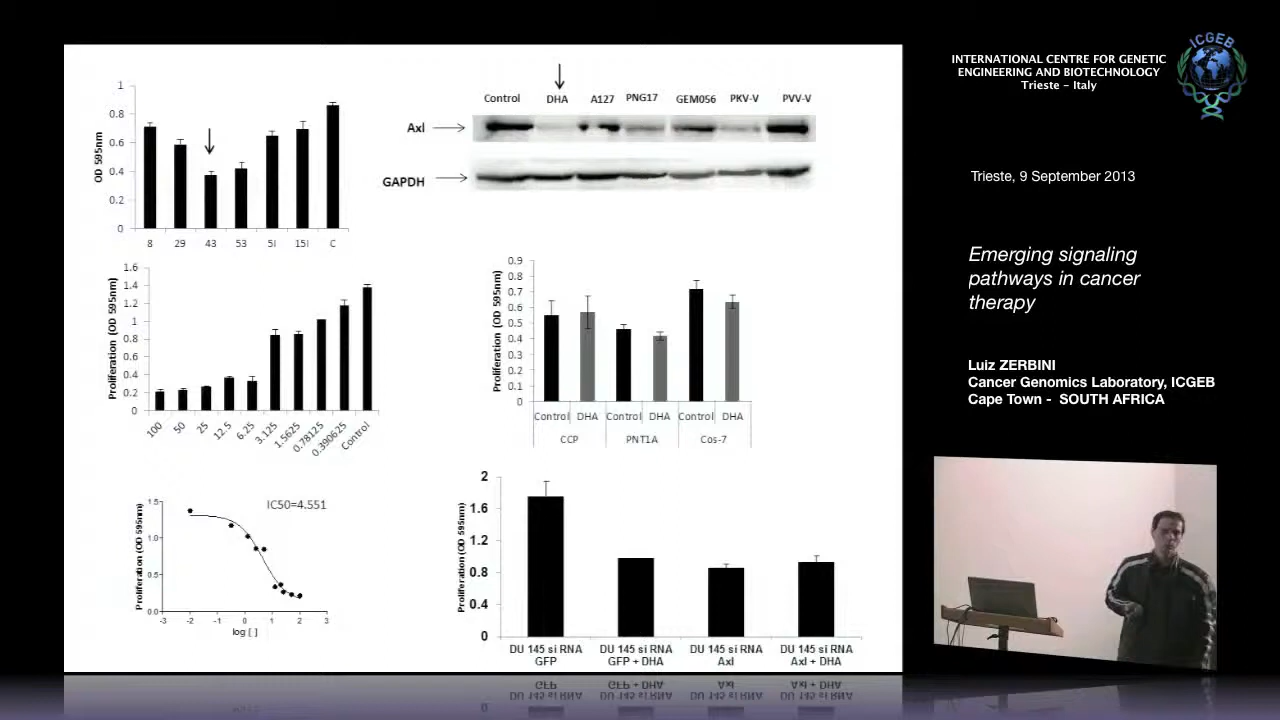 1
0.8
0.6
0.4
0.2
0
OD 595nm
8 29 43 53 5I 15I C
Control DHA A127 PNG17 GEM056 PKV-V PVV-V
Axl
GAPDH
1.6
1.4
1.2
1
0.8
0.6
0.4
0.2
0
Proliferation (OD 595nm)
100 50 25 12.5 6.25 3.125 1.5625 0.78125 0.390625 Control
0.9
0.8
0.7
0.6
0.5
0.4
0.3
0.2
0.1
0
Proliferation (OD 595nm)
Control DHA Control DHA Control DHA
CCP PNT1A Cos-7
IC50=4.551
1.5
1.0
0.5
0.0
Proliferation (OD 595nm)
-3 -2 -1 0 1 2 3
log [ ]
2
1.6
1.2
0.8
0.4
0
Proliferation (OD 595nm)
DU 145 si RNA DU 145 si RNA DU 145 si RNA DU 145 si RNA
GFP GFP + DHA Axl Axl + DHA
INTERNATIONAL CENTRE FOR GENETIC
ENGINEERING AND BIOTECHNOLOGY
Trieste - Italy
ICGEB
Trieste, 9 September 2013
Emerging signaling
pathways in cancer
therapy
Luiz ZERBINI
Cancer Genomics Laboratory, ICGEB
Cape Town - SOUTH AFRICA